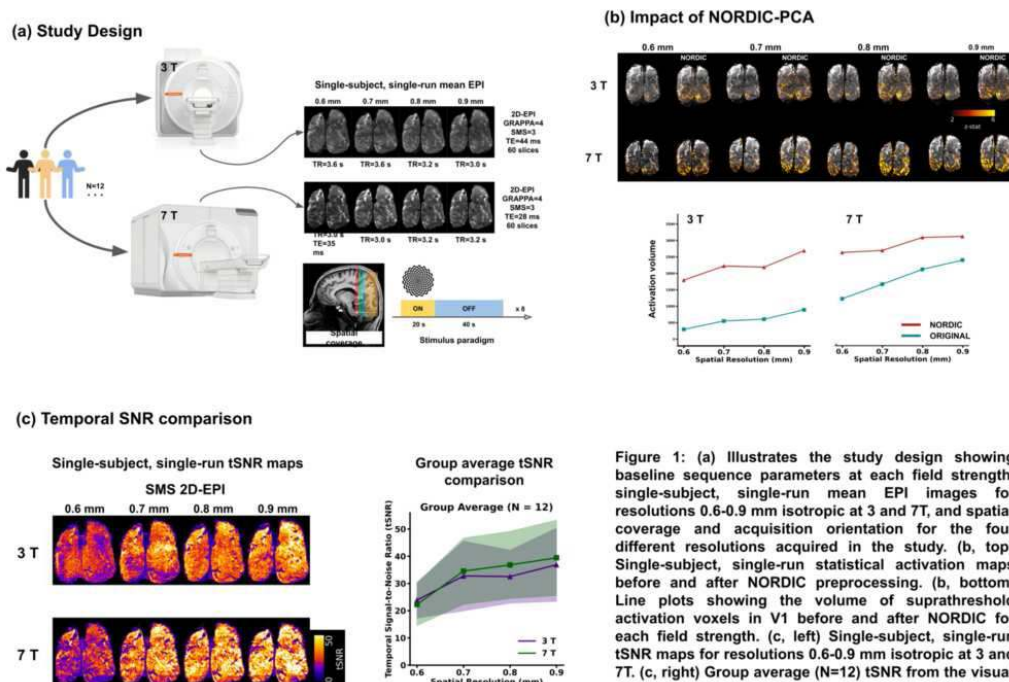 (a) Study Design
3 T
N=12
. . .
7 T
Single-subject, single-run mean EPI
0.6 mm 0.7 mm 0.8 mm 0.9 mm
2D-EPI
GRAPPA=4
SMS=3
TE=44 ms
60 slices
TR=3.6 s TR=3.6 s TR=3.2 s TR=3.0 s
2D-EPI
GRAPPA=4
SMS=3
TE=28 ms
60 slices
TR=3.0 s TR=3.0 s TR=3.2 s TR=3.2 s
TE=35
ms
Spatial
coverage
ON OFF x 8
20 s 40 s
Stimulus paradigm
(b) Impact of NORDIC-PCA
0.6 mm 0.7 mm 0.8 mm 0.9 mm
NORDIC NORDIC NORDIC NORDIC
3 T
z-stat
7 T
3 T 7 T
Activation volume
NORDIC
ORIGINAL
0.6 0.7 0.8 0.9 0.6 0.7 0.8 0.9
Spatial Resolution (mm) Spatial Resolution (mm)
(c) Temporal SNR comparison
Single-subject, single-run tSNR maps
SMS 2D-EPI
0.6 mm 0.7 mm 0.8 mm 0.9 mm
3 T
7 T
50
tSNR
Group average tSNR
comparison
Group Average (N = 12)
Temporal Signal-to-Noise Ratio (tSNR)
50
40
30
20
10
0
3 T
7 T
0.6 0.7 0.8 0.9
Spatial Resolution (mm)
Figure 1: (a) Illustrates the study design showing
baseline sequence parameters at each field strength
single-subject, single-run mean EPI images fo
resolutions 0.6-0.9 mm isotropic at 3 and 7T, and spatia
coverage and acquisition orientation for the fou
different resolutions acquired in the study. (b, top
Single-subject, single-run statistical activation maps
before and after NORDIC preprocessing. (b, bottom
Line plots showing the volume of suprathreshold
activation voxels in V1 before and after NORDIC fo
each field strength. (c, left) Single-subject, single-run
tSNR maps for resolutions 0.6-0.9 mm isotropic at 3 and
7T. (c, right) Group average (N=12) tSNR from the visua